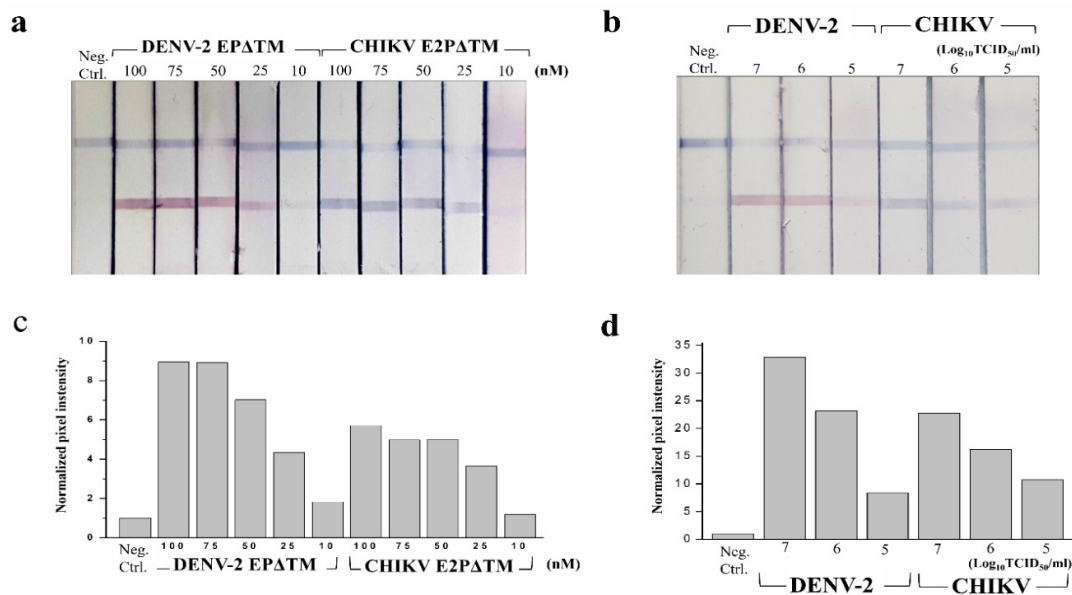 a
DENV-2 EPΔTM
CHIKV E2PΔTM
Neg.
Ctrl.
100 75 50 25 10 100 75 50 25 10 (nM)
b
DENV-2
CHIKV
Neg.
Ctrl.
(Log10TCID50/ml)
7 6 5 7 6 5
c
Normalized pixel instensity
10
8
6
4
2
0
Neg.
Ctrl.
100 75 50 25 10 100 75 50 25 10
DENV-2 EPΔTM CHIKV E2PΔTM (nM)
d
Normalized pixel instensity
35
30
25
20
15
10
5
0
Neg.
Ctrl.
7 6 5 7 6 5
(Log10TCID50/ml)
DENV-2 CHIKV